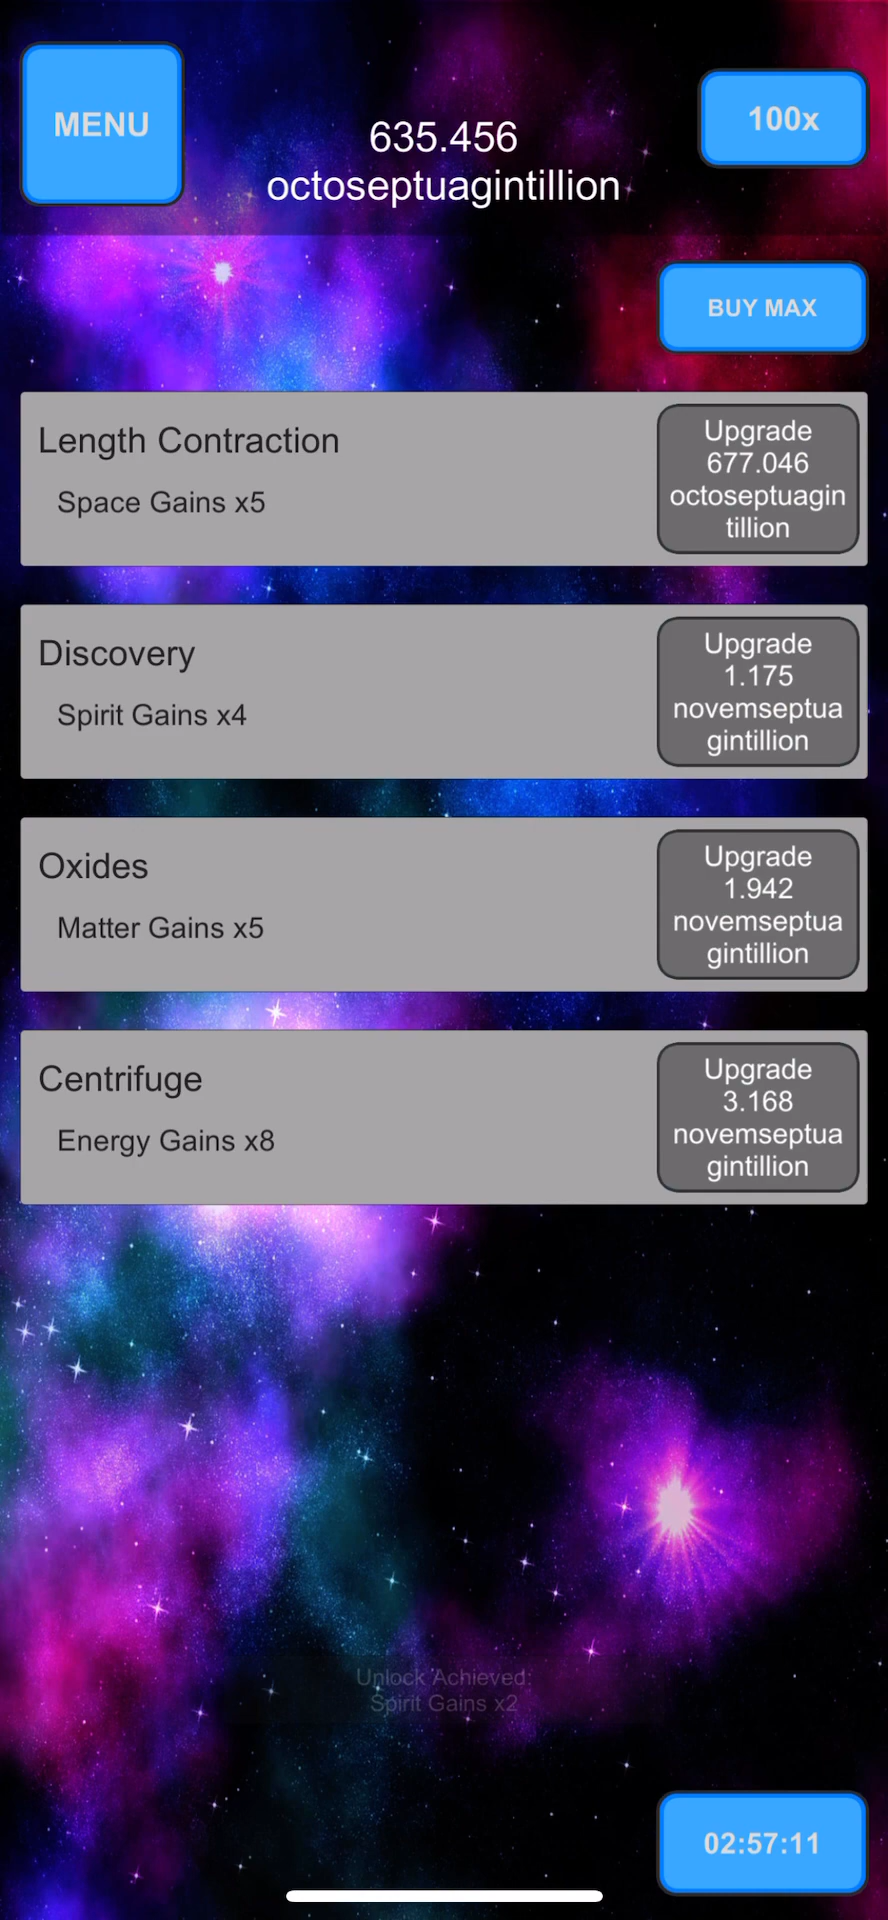 MENU
635.456
octoseptuagintillion
100x
BUY MAX
Length Contraction
Space Gains x5
Upgrade
677.046
octoseptuagin
tillion
Discovery
Spirit Gains x4
Upgrade
1.175
novemseptua
gintillion
Oxides
Matter Gains x5
Upgrade
1.942
novemseptua
gintillion
Centrifuge
Energy Gains x8
Upgrade
3.168
novemseptua
gintillion
Unlock Achieved:
Spirit Gains x2
02:57:11